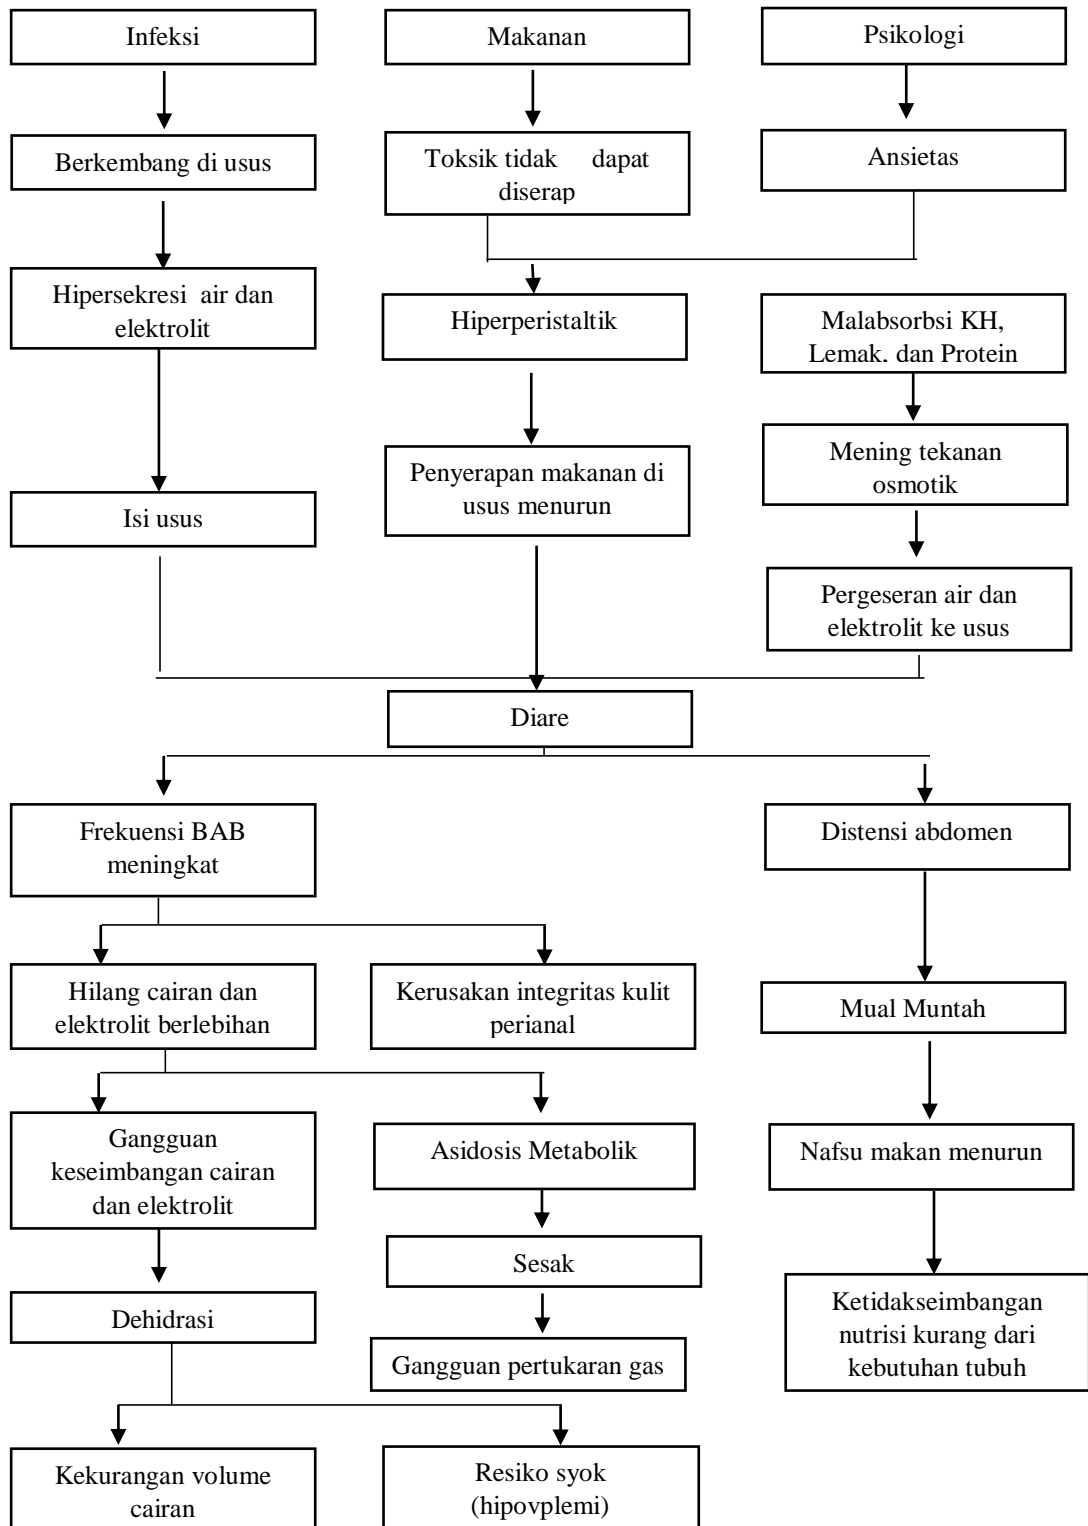 Infeksi
Makanan
Psikologi
Berkembang di usus
Toksik tidak dapat
diserap
Ansietas
Hipersekresi air dan
elektrolit
Hiperperistaltik
Malabsorbsi KH,
Lemak, dan Protein
Mening tekanan
osmotik
Penyerapan makanan di
usus menurun
Isi usus
Pergeseran air dan
elektrolit ke usus
Diare
Frekuensi BAB
meningkat
Distensi abdomen
Hilang cairan dan
elektrolit berlebihan
Kerusakan integritas kulit
perianal
Mual Muntah
Gangguan
keseimbangan cairan
dan elektrolit
Asidosis Metabolik
Nafsu makan menurun
Sesak
Dehidrasi
Ketidakseimbangan
nutrisi kurang dari
kebutuhan tubuh
Gangguan pertukaran gas
Kekurangan volume
cairan
Resiko syok
(hipovplemi)